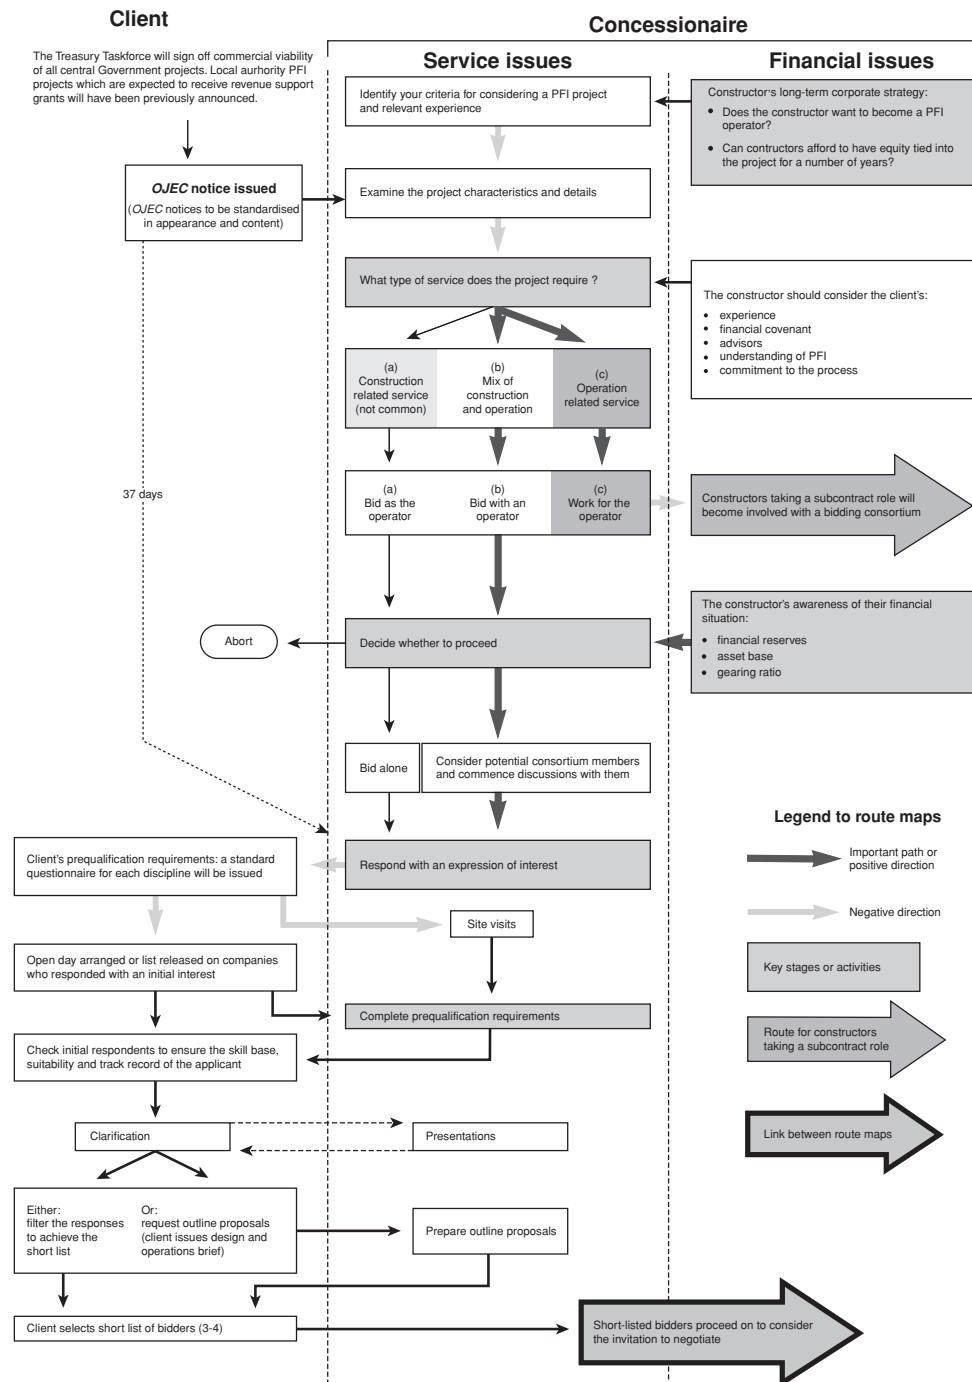 Client
Concessionaire
Service issues
Financial issues
The Treasury Taskforce will sign off commercial viability
of all central Government projects. Local aurhority PFI
projects which are expected to receive revenue support
grants will have been previously announced.
Identify your criteria for considering a PFI project
and relevant experience
Constructor's long-term corporate strategy:
• Does the constructor want to become a PFI
operator?
• Can contructors afford to have equity tied into
the project for a number of years?
OJEC notice issued
(OJEC notices to be standardised
in appearance and content)
Examine the project characteristics and details
What type of service does the project require ?
The constructor should consider the client's:
• experience
• financial covenant
• advisors
• understanding of PFI
• commitment to the process
(a)
Construction
related service
(not common)
(b)
Mix of
construction
and operation
(c)
Operation
related service
37 days
(a)
Bid as the
operator
(b)
Bid with an
operator
(c)
Work for the
operator
Constructors taking a subcontract role will
become involved with a bidding consortium
The constructor's awareness of their financial
situation:
• financial reserves
• asset base
• gearing ratio
Abort
Decide whether to proceed
Bid alone
Consider potential consortium members
and commence discussions with them
Client's prequalification requirements: a standard
questionnaire for each discipline will be issued
Respond with an expression of interest
Site visits
Open day arranged or list released on companies
who responded with an initial interest
Complete prequalification requirements
Check initial respondents to ensure the skill base,
suitability and track record of the applicant
Clarification
Presentations
Either:
filter the responses
to achieve the
short list
Or:
request outline proposals
(client issues design and
operations brief)
Prepare outline proposals
Client selects short list of bidders (3-4)
Short-listed bidders proceed on to consider
the invitation to negotiate
Legend to route maps
Important path or
positive direction
Negative direction
Key stages or activities
Route for constructors
taking a subcontract role
Link between route maps